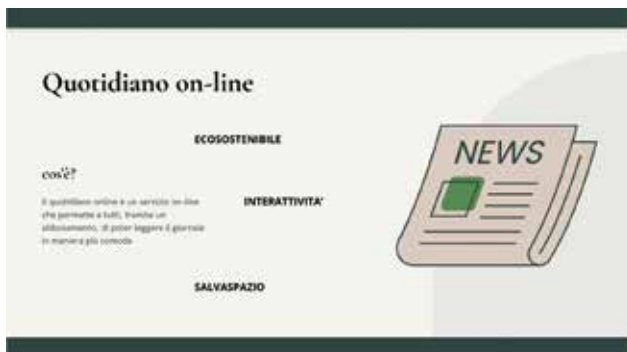 Quotidiano on-line
ECOSOSTENIBILE
cos'è?
Il quotidiano online è un servizio on-line
che permette a tutti, tramite un
abbonamento, di poter leggere il giornale
in maniera più comoda
INTERATTIVITA'
SALVASPAZIO
NEWS